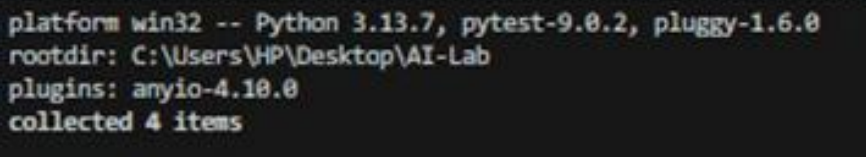 platform win32 -- Python 3.13.7, pytest-9.0.2, pluggy-1.6.0
rootdir: C:\Users\HP\Desktop\AI-Lab
plugins: anyio-4.10.0
collected 4 items